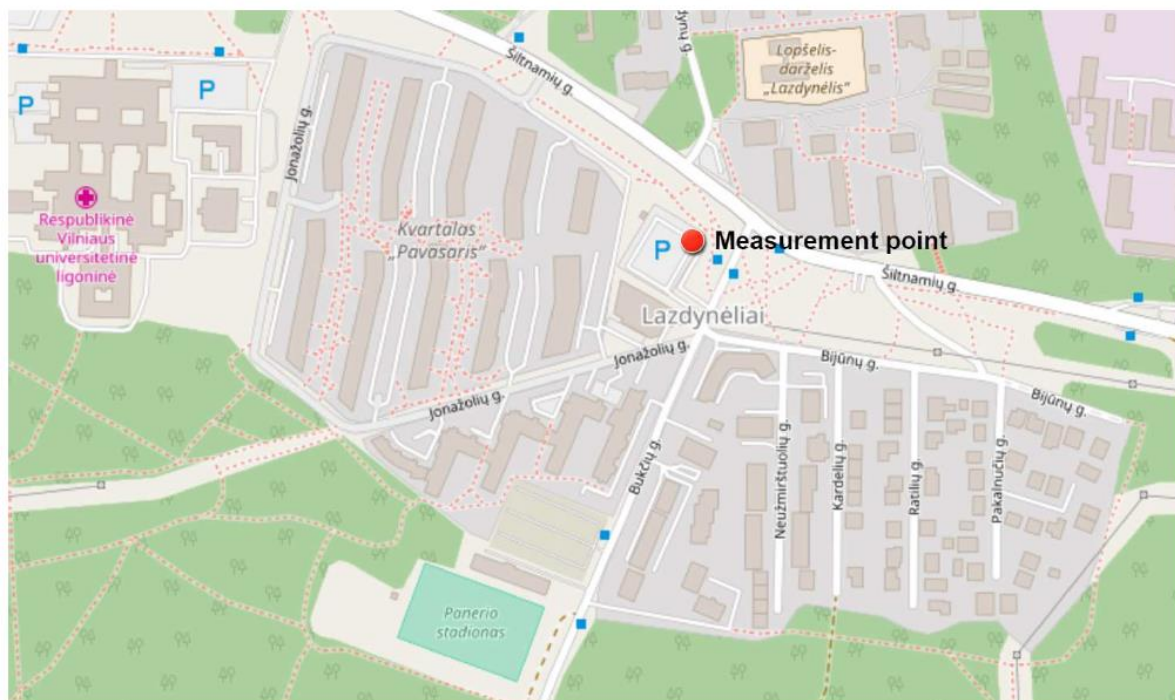 Šiltnamių g.
dynų g.
Lopšelis-
darželis
„Lazdynėlis“
P
P
Jonažolių g.
Respublikinė
Vilniaus
universitetinė
ligoninė
Kvartalas
„Pavasaris“
P
Measurement point
Šiltnamių g.
Lazdynėliai
Jonažolių g.
Bijūnų g.
Jonažolių g.
Bijūnų g.
Bukčių g.
Neužmirštuolių g.
Kardelių g.
Ratilių g.
Pakalnučių g.
Panerio
stadionas